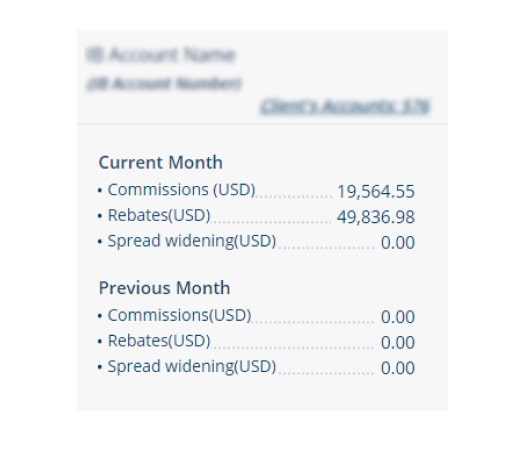 IB Account Name
(IB Account Number)
Client's Accounts: 576
Current Month
• Commissions (USD) 19,564.55
• Rebates(USD) 49,836.98
• Spread widening(USD) 0.00
Previous Month
• Commissions(USD) 0.00
• Rebates(USD) 0.00
• Spread widening(USD) 0.00